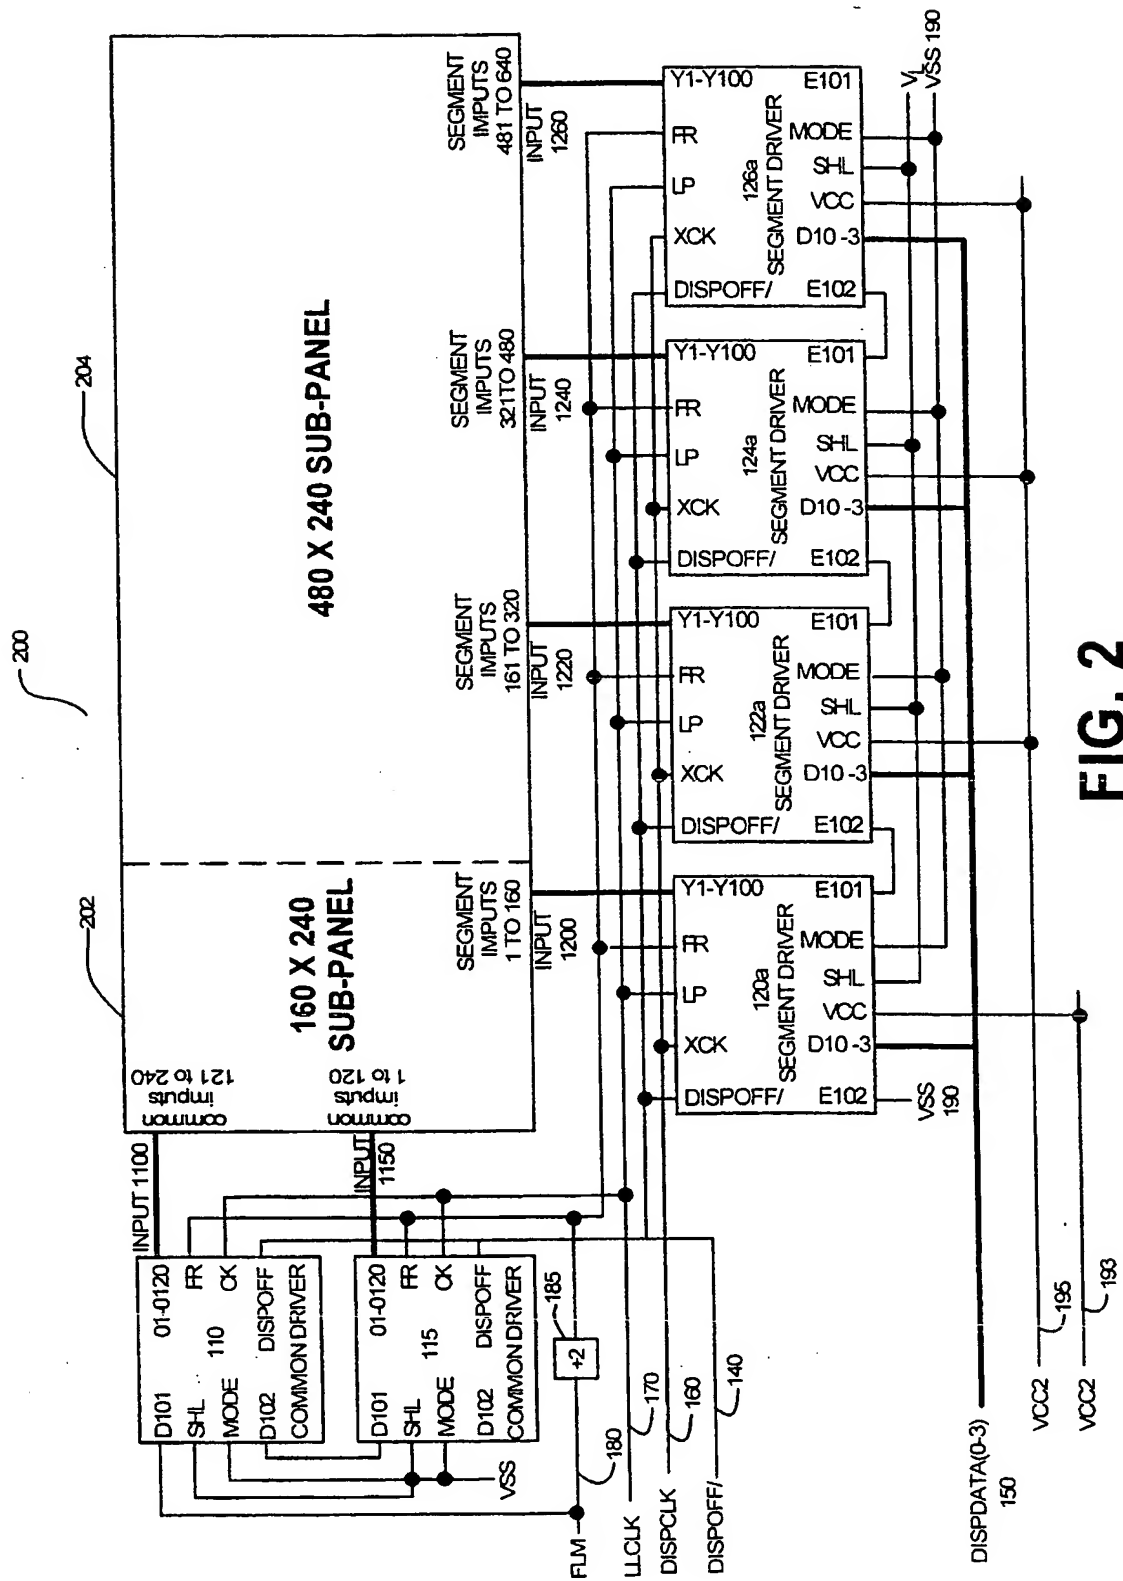 200
202
204
160 X 240
SUB-PANEL
480 X 240 SUB-PANEL
common
imputs
121 to 240
common
imputs
1 to 120
INPUT 1100
INPUT
1150
SEGMENT
IMPUTS
1 TO 160
INPUT
1200
SEGMENT
IMPUTS
161 TO 320
INPUT
1220
SEGMENT
IMPUTS
321 TO 480
INPUT
1240
SEGMENT
IMPUTS
481 TO 640
INPUT
1260
D101
01-0120
SHL
FR
110
MODE
CK
D102
DISPOFF
COMMON DRIVER
D101
01-0120
SHL
FR
115
MODE
CK
D102
DISPOFF
COMMON DRIVER
VSS
185
+2
FLM
180
LLCLK
170
DISPCLK
160
DISPOFF/
140
Y1-Y100
E101
FR
MODE
LP
120a
SEGMENT DRIVER
SHL
VCC
XCK
D10 -3
DISPOFF/
E102
VSS
190
Y1-Y100
E101
FR
MODE
LP
122a
SEGMENT DRIVER
SHL
VCC
XCK
D10 -3
DISPOFF/
E102
Y1-Y100
E101
FR
MODE
LP
124a
SEGMENT DRIVER
SHL
VCC
XCK
D10 -3
DISPOFF/
E102
Y1-Y100
E101
FR
MODE
LP
126a
SEGMENT DRIVER
SHL
VCC
XCK
D10 -3
DISPOFF/
E102
VL
VSS 190
DISPDATA(0-3)
150
VCC2
195
VCC2
193
FIG. 2